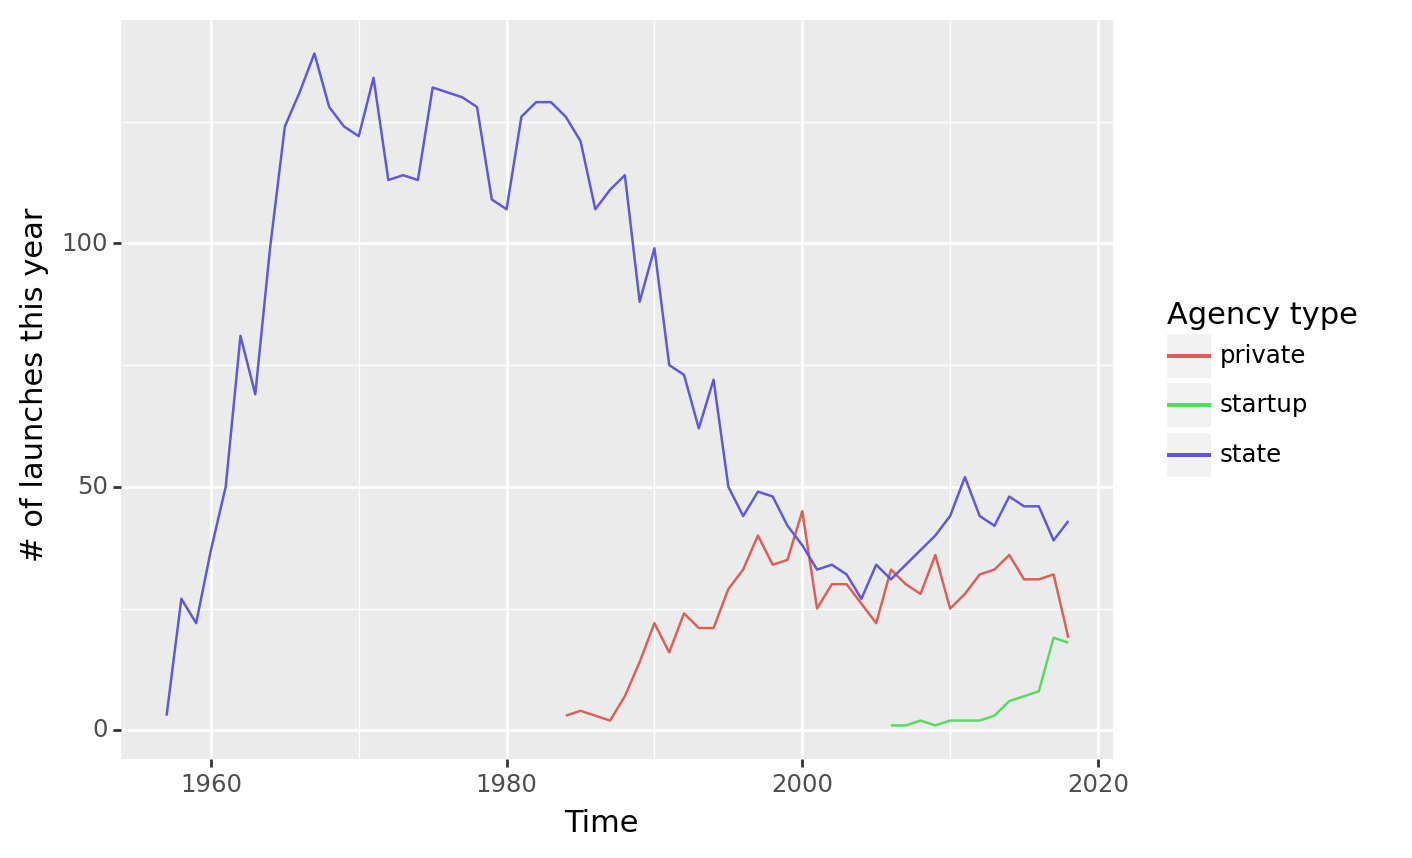 # of launches this year
100
50
0
1960
1980
2000
2020
Time
Agency type
private
startup
state